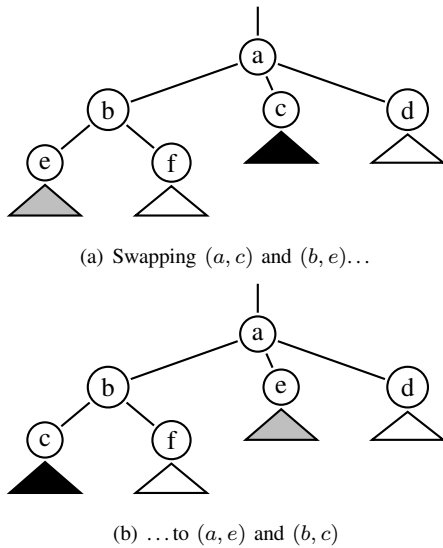 a
b c d
e f
(a) Swapping (a, c) and (b, e)...
a
b e d
c f
(b) ...to (a, e) and (b, c)